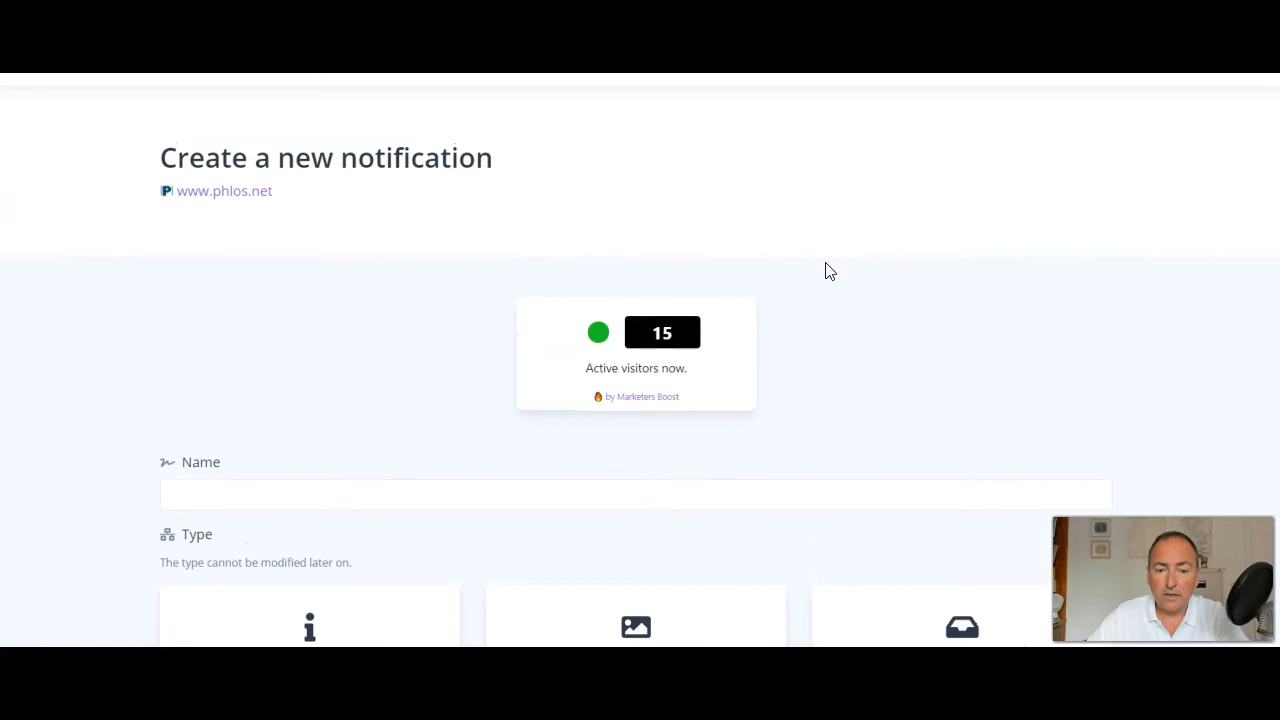 Create a new notification
P www.phlos.net
15
Active visitors now.
by Marketers Boost
Name
Type
The type cannot be modified later on.